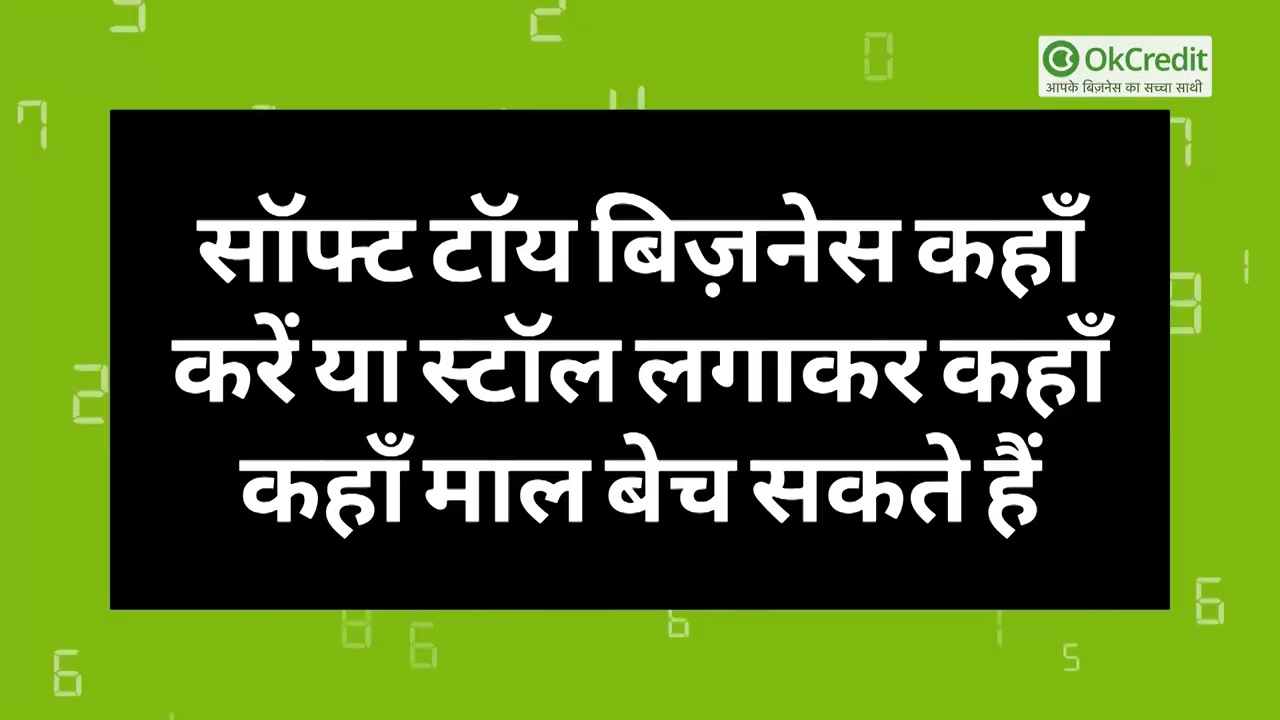 OkCredit
आपके बिज़नेस का सच्चा साथी
सॉफ्ट टॉय बिज़नेस कहाँ
करें या स्टॉल लगाकर कहाँ
कहाँ माल बेच सकते हैं